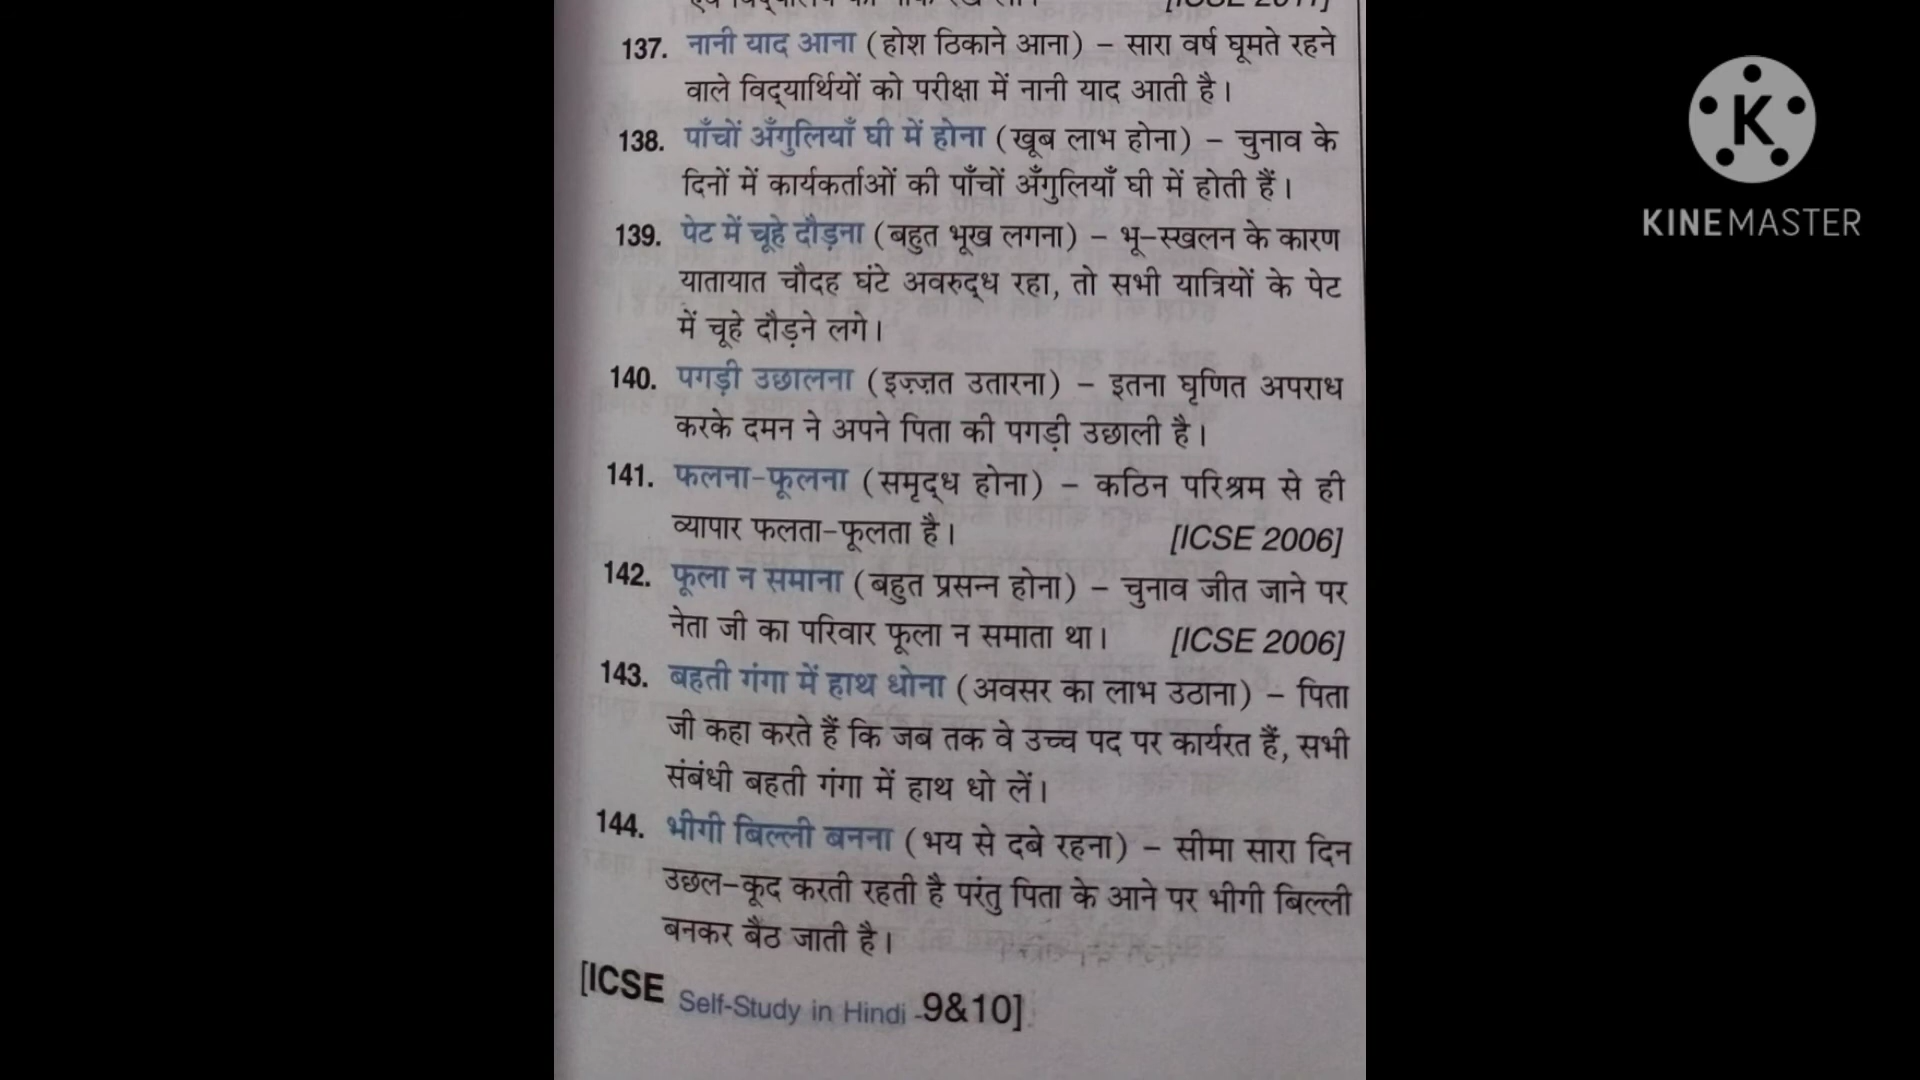 [ICSE 2011]
137. नानी याद आना (होश ठिकाने आना) – सारा वर्ष घूमते रहने
वाले विद्यार्थियों को परीक्षा में नानी याद आती है।
138. पाँचों अँगुलियाँ घी में होना (खूब लाभ होना) – चुनाव के
दिनों में कार्यकर्ताओं की पाँचों अँगुलियाँ घी में होती हैं।
139. पेट में चूहे दौड़ना (बहुत भूख लगना) – भू-स्खलन के कारण
यातायात चौदह घंटे अवरुद्ध रहा, तो सभी यात्रियों के पेट
में चूहे दौड़ने लगे।
140. पगड़ी उछालना (इज़्ज़त उतारना) – इतना घृणित अपराध
करके दमन ने अपने पिता की पगड़ी उछाली है।
141. फलना-फूलना (समृद्ध होना) – कठिन परिश्रम से ही
व्यापार फलता-फूलता है। [ICSE 2006]
142. फूला न समाना (बहुत प्रसन्न होना) – चुनाव जीत जाने पर
नेता जी का परिवार फूला न समाता था। [ICSE 2006]
143. बहती गंगा में हाथ धोना (अवसर का लाभ उठाना) – पिता
जी कहा करते हैं कि जब तक वे उच्च पद पर कार्यरत हैं, सभी
संबंधी बहती गंगा में हाथ धो लें।
144. भीगी बिल्ली बनना (भय से दबे रहना) – सीमा सारा दिन
उछल-कूद करती रहती है परंतु पिता के आने पर भीगी बिल्ली
बनकर बैठ जाती है।
[ICSE Self-Study in Hindi -9&10]
K
KINEMASTER